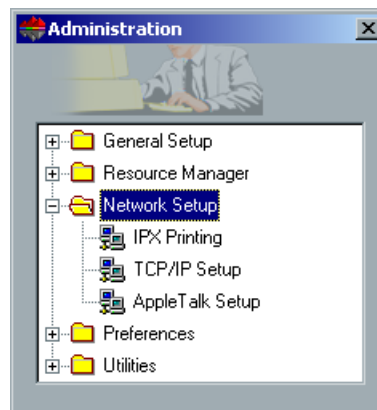 Administration
General Setup
Resource Manager
Network Setup
IPX Printing
TCP/IP Setup
AppleTalk Setup
Preferences
Utilities